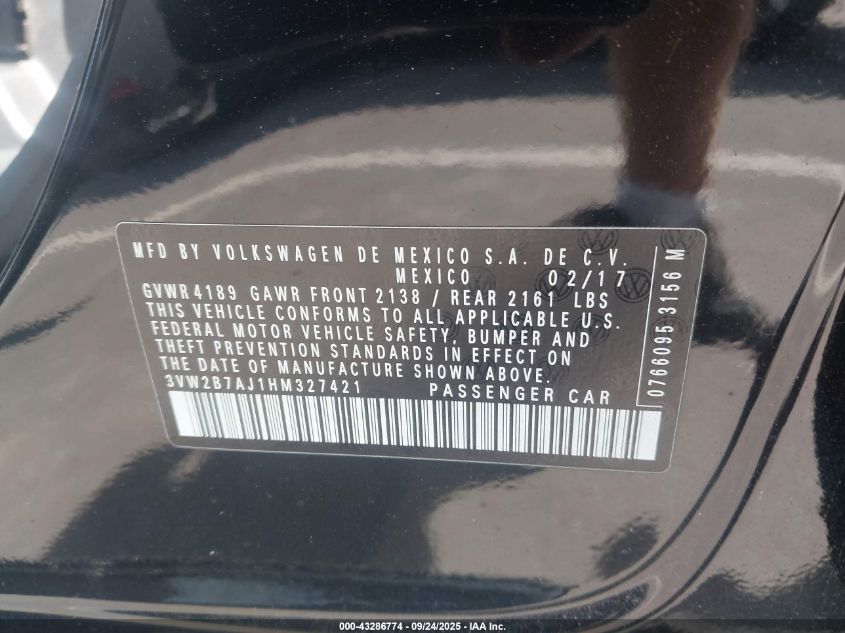 MFD BY VOLKSWAGEN DE MEXICO S.A. DE C.V.
MEXICO 02/17
GVWR 4189 GAWR FRONT 2138 / REAR 2161 LBS
THIS VEHICLE CONFORMS TO ALL APPLICABLE U.S.
FEDERAL MOTOR VEHICLE SAFETY, BUMPER AND
THEFT PREVENTION STANDARDS IN EFFECT ON
THE DATE OF MANUFACTURE SHOWN ABOVE.
3VW2B7AJ1HM327421 PASSENGER CAR
0766095 3156 M
000-43286774 - 09/24/2025 - IAA Inc.